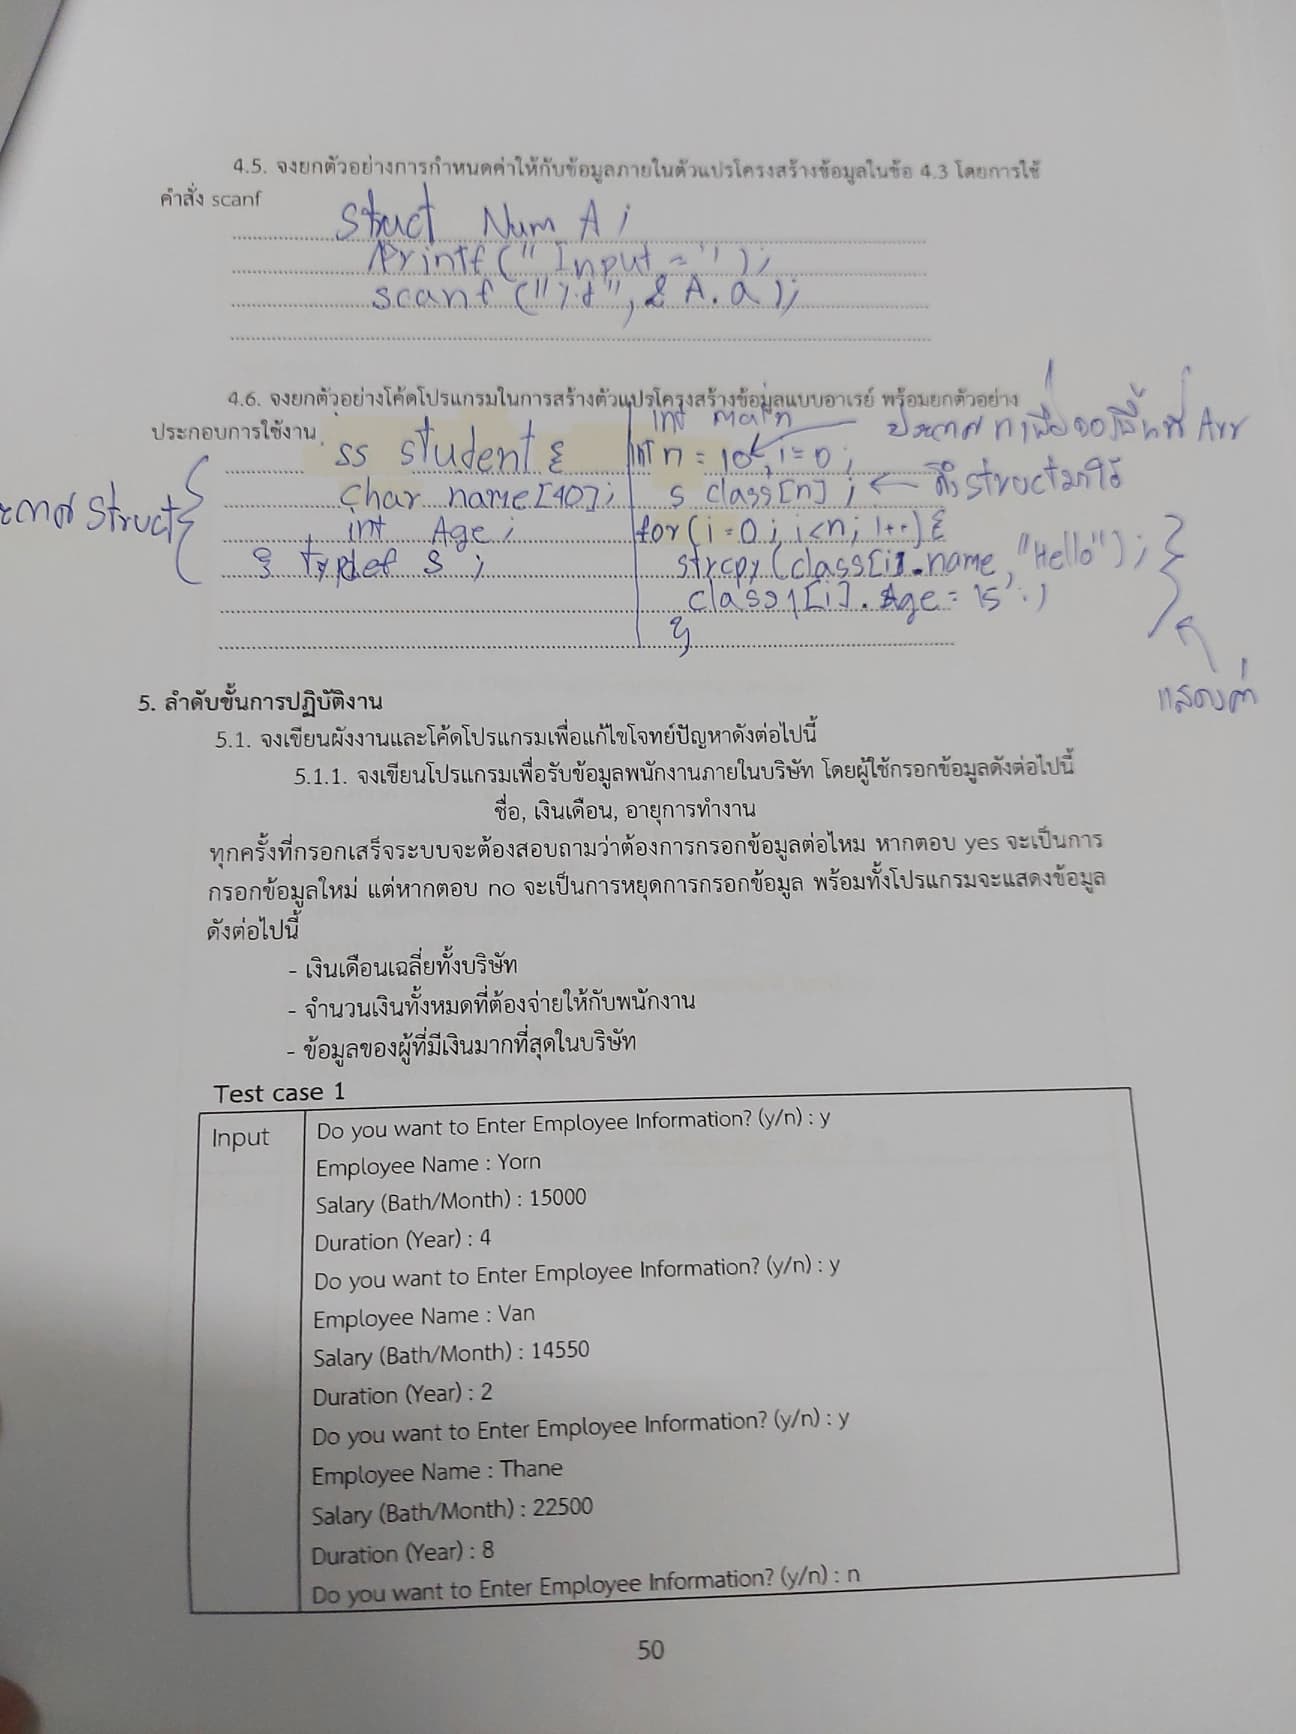 4.5. จงยกตัวอย่างการกำหนดค่าให้กับข้อมูลภายในตัวแปรโครงสร้างข้อมูลในข้อ 4.3 โดยการใช้
คำสั่ง scanf
Struct Num A ;
Printf (" Input = ") ;
scanf ("%d", & A. a ) ;
4.6. จงยกตัวอย่างโค้ดโปรแกรมในการสร้างตัวแปรโครงสร้างข้อมูลแบบอาเรย์ พร้อมยกตัวอย่าง
ประกอบการใช้งาน
ss student {
char name [40] ;
int Age ;
} typdef S ;
Struct
int main
int n = 10, i = 0 ;
s class [n] ; ← ดึง struct มาใช้
for ( i = 0 ; i < n ; i++ ) {
strcpy (class[i].name, "Hello") ;
class [i] . Age = 15 ;
}
แสดงค่า
5. ลำดับขั้นการปฏิบัติงาน
5.1. จงเขียนผังงานและโค้ดโปรแกรมเพื่อแก้ไขโจทย์ปัญหาดังต่อไปนี้
5.1.1. จงเขียนโปรแกรมเพื่อรับข้อมูลพนักงานภายในบริษัท โดยผู้ใช้กรอกข้อมูลดังต่อไปนี้
ชื่อ, เงินเดือน, อายุการทำงาน
ทุกครั้งที่กรอกเสร็จระบบจะต้องสอบถามว่าต้องการกรอกข้อมูลต่อไหม หากตอบ yes จะเป็นการ
กรอกข้อมูลใหม่ แต่หากตอบ no จะเป็นการหยุดการกรอกข้อมูล พร้อมทั้งโปรแกรมจะแสดงข้อมูล
ดังต่อไปนี้
- เงินเดือนเฉลี่ยทั้งบริษัท
- จำนวนเงินทั้งหมดที่ต้องจ่ายให้กับพนักงาน
- ข้อมูลของผู้ที่มีเงินมากที่สุดในบริษัท
Test case 1
Input
Do you want to Enter Employee Information? (y/n) : y
Employee Name : Yorn
Salary (Bath/Month) : 15000
Duration (Year) : 4
Do you want to Enter Employee Information? (y/n) : y
Employee Name : Van
Salary (Bath/Month) : 14550
Duration (Year) : 2
Do you want to Enter Employee Information? (y/n) : y
Employee Name : Thane
Salary (Bath/Month) : 22500
Duration (Year) : 8
Do you want to Enter Employee Information? (y/n) : n
50